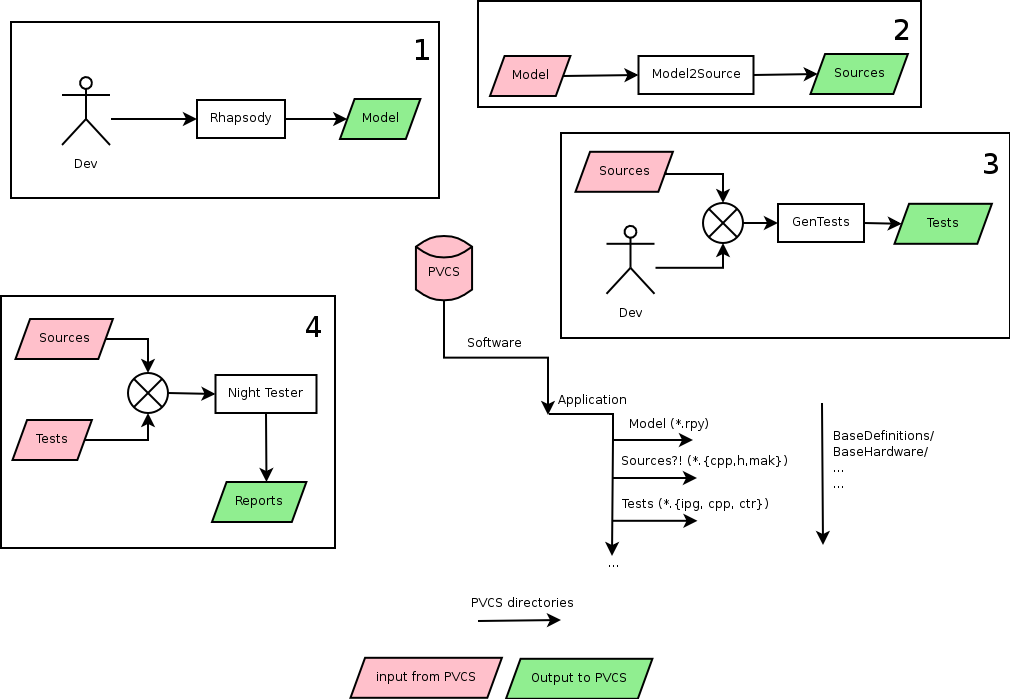 1
Rhapsody
Model
Dev
2
Model
Model2Source
Sources
3
Sources
GenTests
Tests
Dev
PVCS
Software
Application
Model (*.rpy)
Sources?! (*.{cpp,h,mak})
Tests (*.{ipg, cpp, ctr})
...
BaseDefinitions/
BaseHardware/
...
...
4
Sources
Night Tester
Tests
Reports
PVCS directories
input from PVCS
Output to PVCS